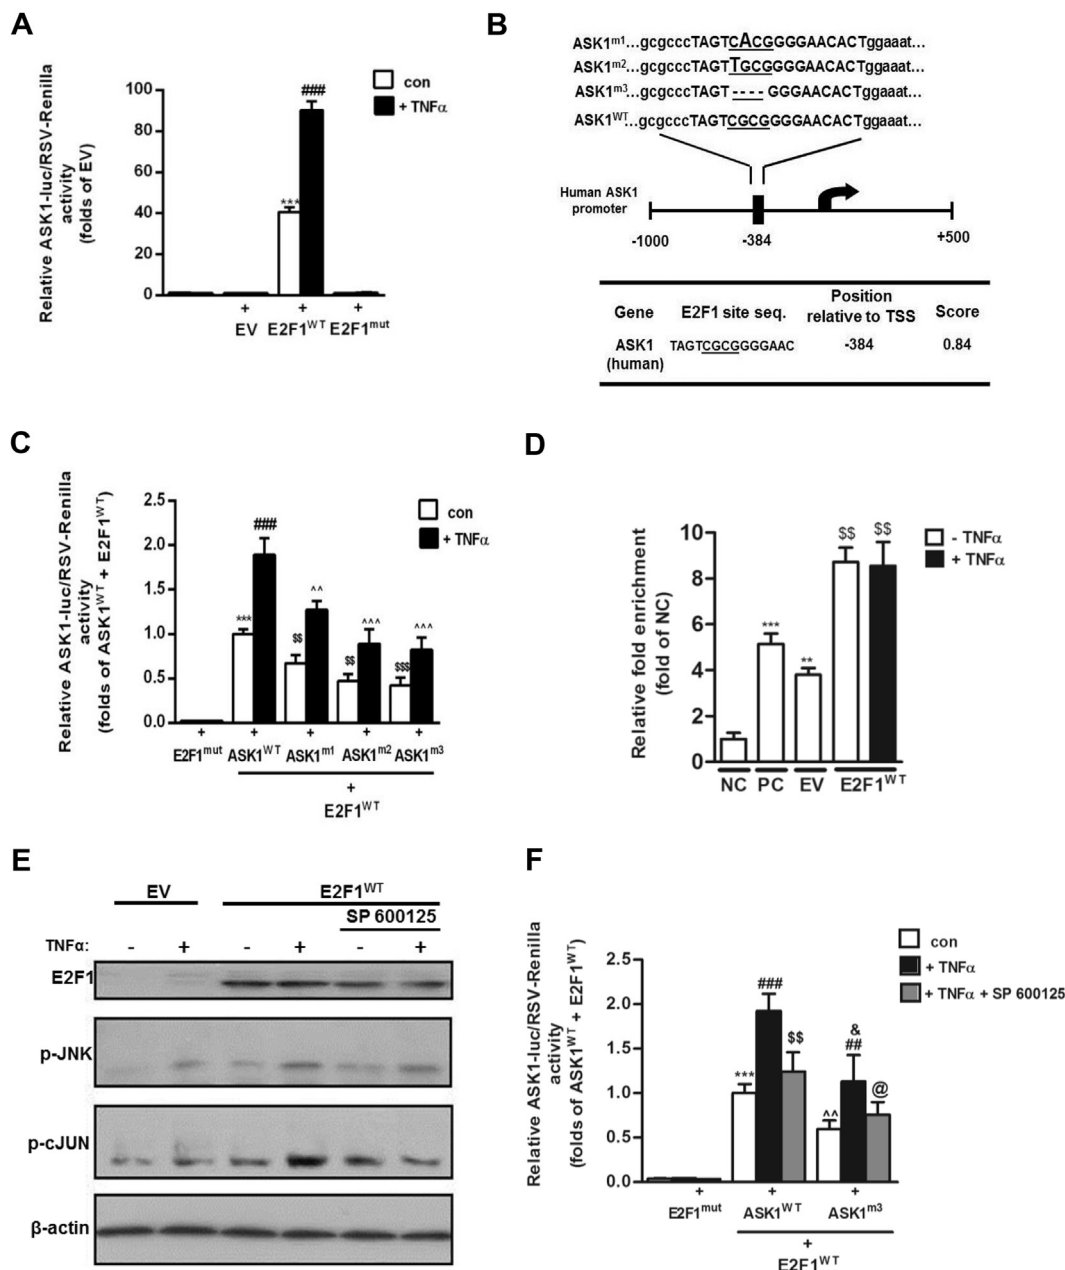 A
Relative ASK1-luc/RSV-Renilla
activity
(folds of EV)
100
80
60
40
20
0
con
+ TNFα
###
***
+ + +
EV E2F1WT E2F1mut
B
ASK1m1...gcgcccTAGTCACGGGGAACACTggaaat...
ASK1m2...gcgcccTAGTTGCGGGGAACACTggaaat...
ASK1m3...gcgcccTAGT ---- GGGAACACTggaaat...
ASK1WT...gcgcccTAGTCGCGGGGAACACTggaaat...
Human ASK1
promoter
-1000 -384 +500
Gene E2F1 site seq. Position relative to TSS Score
ASK1 (human) TAGTCGCGGGGAAC -384 0.84
C
Relative ASK1-luc/RSV-Renilla
activity
(folds of ASK1WT + E2F1WT)
2.5
2.0
1.5
1.0
0.5
0.0
con
+ TNFα
***
###
$$
^^
$$
^^^
$$$
^^^
+ + + + +
E2F1mut ASK1WT ASK1m1 ASK1m2 ASK1m3
+
E2F1WT
D
Relative fold enrichment
(fold of NC)
10
8
6
4
2
0
- TNFα
+ TNFα
***
**
$$ $$
NC PC EV E2F1WT
E
EV E2F1WT
SP 600125
TNFα: - + - + - +
E2F1
p-JNK
p-cJUN
β-actin
F
Relative ASK1-luc/RSV-Renilla
activity
(folds of ASK1WT + E2F1WT)
2.5
2.0
1.5
1.0
0.5
0.0
con
+ TNFα
+ TNFα + SP 600125
***
###
$$
^^
&
##
@
+ + +
E2F1mut ASK1WT ASK1m3
+
E2F1WT